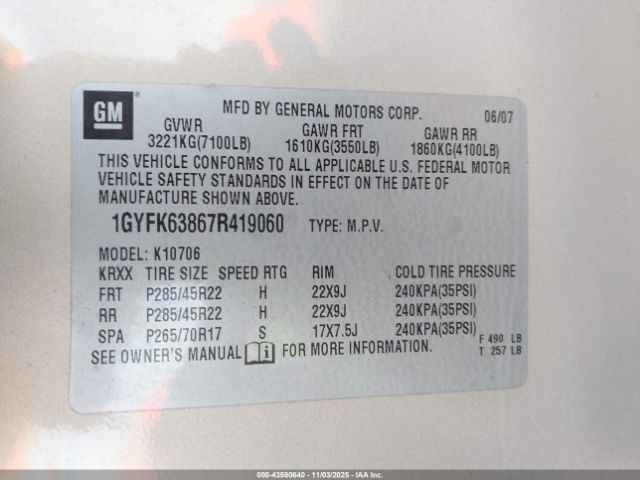 GM
MFD BY GENERAL MOTORS CORP. 06/07
GVWR GAWR FRT GAWR RR
3221KG(7100LB) 1610KG(3550LB) 1860KG(4100LB)
THIS VEHICLE CONFORMS TO ALL APPLICABLE U.S. FEDERAL MOTOR
VEHICLE SAFETY STANDARDS IN EFFECT ON THE DATE OF
MANUFACTURE SHOWN ABOVE.
1GYFK63867R419060 TYPE: M.P.V.
MODEL: K10706
KRXX TIRE SIZE SPEED RTG RIM COLD TIRE PRESSURE
FRT P285/45R22 H 22X9J 240KPA(35PSI)
RR P285/45R22 H 22X9J 240KPA(35PSI)
SPA P265/70R17 S 17X7.5J 240KPA(35PSI)
SEE OWNER'S MANUAL FOR MORE INFORMATION.
F 490 LB
T 257 LB
000-43580640 - 11/03/2025 - IAAI, Inc.